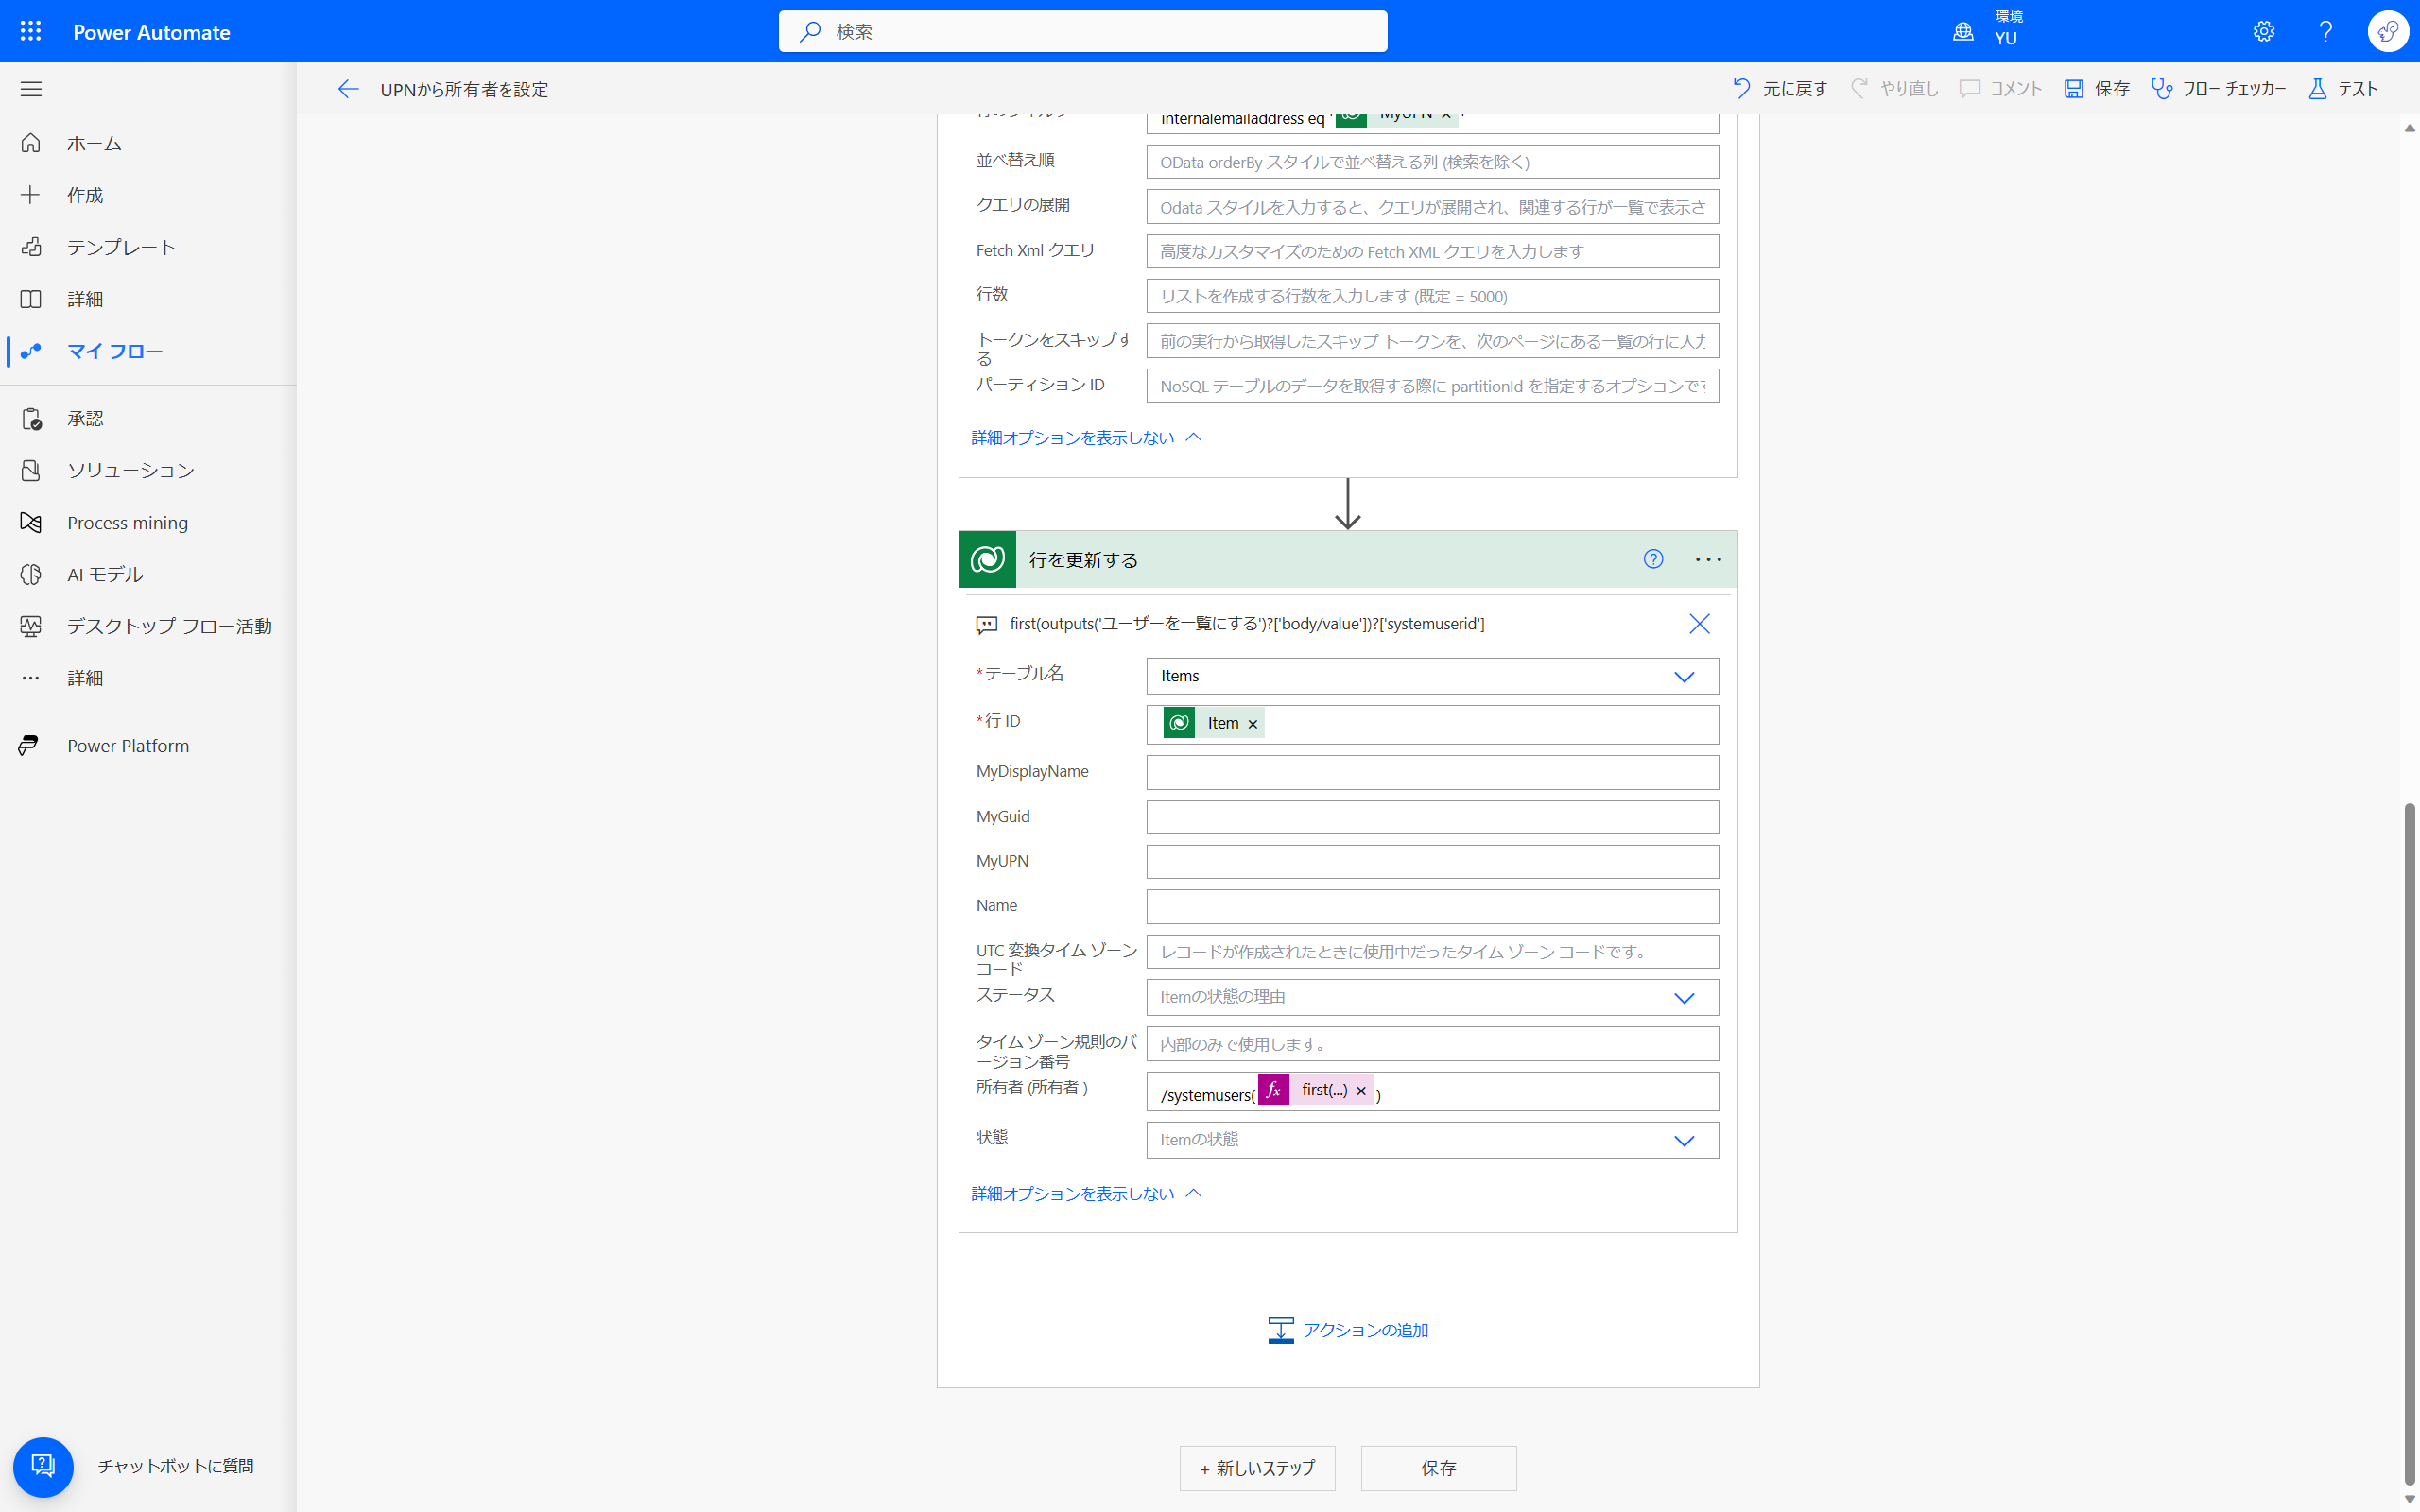 Power Automate
検索
環境
YU
UPNから所有者を設定
元に戻す
やり直し
コメント
保存
フロー チェッカー
テスト
ホーム
作成
テンプレート
詳細
マイ フロー
承認
ソリューション
Process mining
AI モデル
デスクトップ フロー活動
詳細
Power Platform
チャットボットに質問
internalemailaddress eq ' MyUPN × '
並べ替え順
OData orderBy スタイルで並べ替える列 (検索を除く)
クエリの展開
Odata スタイルを入力すると、クエリが展開され、関連する行が一覧で表示さ
Fetch Xml クエリ
高度なカスタマイズのための Fetch XML クエリを入力します
行数
リストを作成する行数を入力します (既定 = 5000)
トークンをスキップす
る
前の実行から取得したスキップ トークンを、次のページにある一覧の行に入力
パーティション ID
NoSQL テーブルのデータを取得する際に partitionId を指定するオプションです
詳細オプションを表示しない
行を更新する
first(outputs('ユーザーを一覧にする')?['body/value'])?['systemuserid']
*テーブル名
Items
*行 ID
Item ×
MyDisplayName
MyGuid
MyUPN
Name
UTC 変換タイム ゾーン
コード
レコードが作成されたときに使用中だったタイム ゾーン コードです。
ステータス
Itemの状態の理由
タイム ゾーン規則のバ
ージョン番号
内部のみで使用します。
所有者 (所有者 )
/systemusers( fx first(...) × )
状態
Itemの状態
詳細オプションを表示しない
アクションの追加
+ 新しいステップ
保存